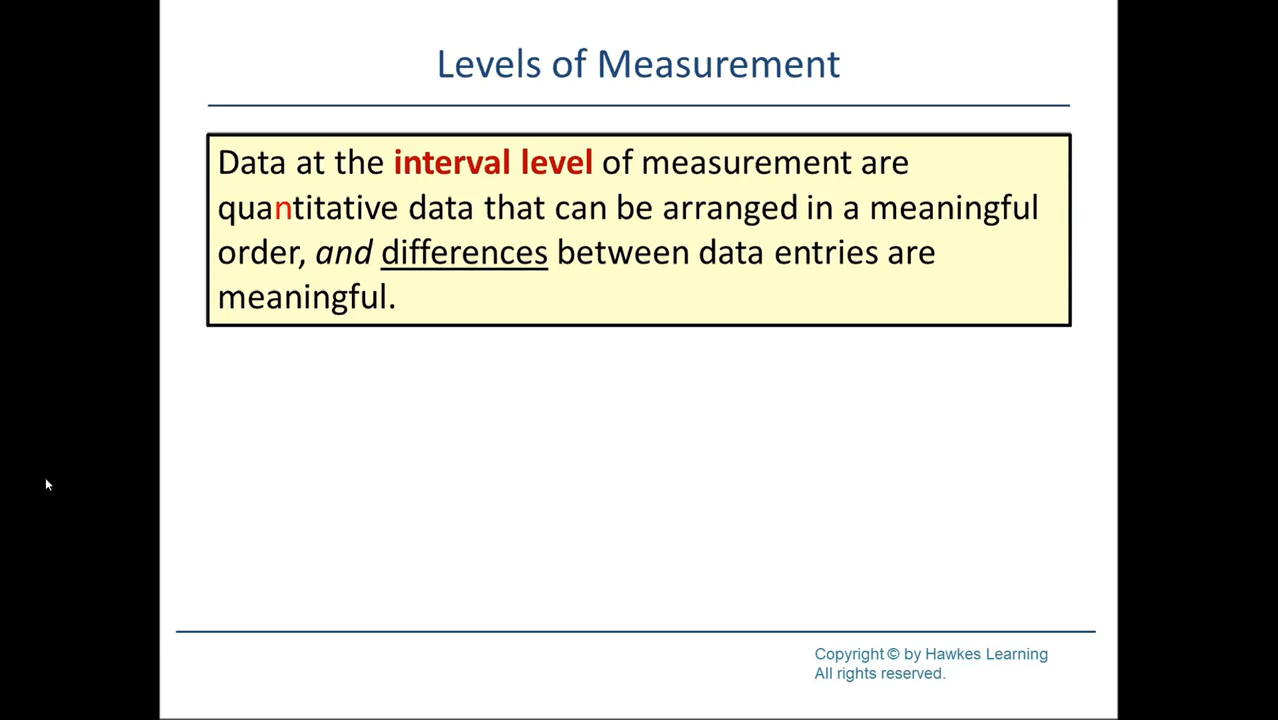 Levels of Measurement
Data at the interval level of measurement are
quantitative data that can be arranged in a meaningful
order, and differences between data entries are
meaningful.
Copyright © by Hawkes Learning
All rights reserved.